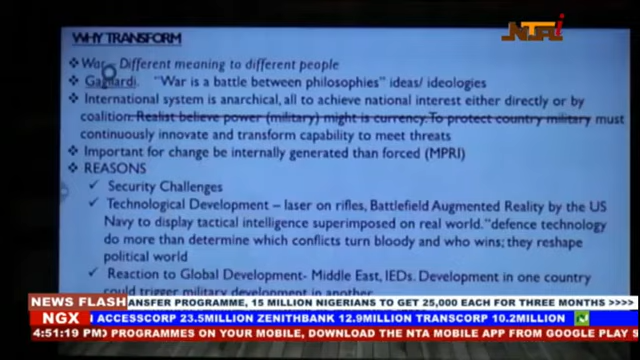 NTAi
WHY TRANSFORM
War – Different meaning to different people
Gagliardi. "War is a battle between philosophies" ideas/ ideologies
International system is anarchical, all to achieve national interest either directly or by
coalition. Realist believe power (military) might is currency. To protect country military must
continuously innovate and transform capability to meet threats
Important for change be internally generated than forced (MPRI)
REASONS
Security Challenges
Technological Development – laser on rifles, Battlefield Augmented Reality by the US
Navy to display tactical intelligence superimposed on real world. "defence technology
do more than determine which conflicts turn bloody and who wins; they reshape
political world
Reaction to Global Development- Middle East, IEDs. Development in one country
could trigger military development in another
NEWS FLASH ANSFER PROGRAMME, 15 MILLION NIGERIANS TO GET 25,000 EACH FOR THREE MONTHS >>>>
NGX ACCESSCORP 23.5MILLION ZENITHBANK 12.9MILLION TRANSCORP 10.2MILLION
4:51:19 PM D PROGRAMMES ON YOUR MOBILE, DOWNLOAD THE NTA MOBILE APP FROM GOOGLE PLAY S